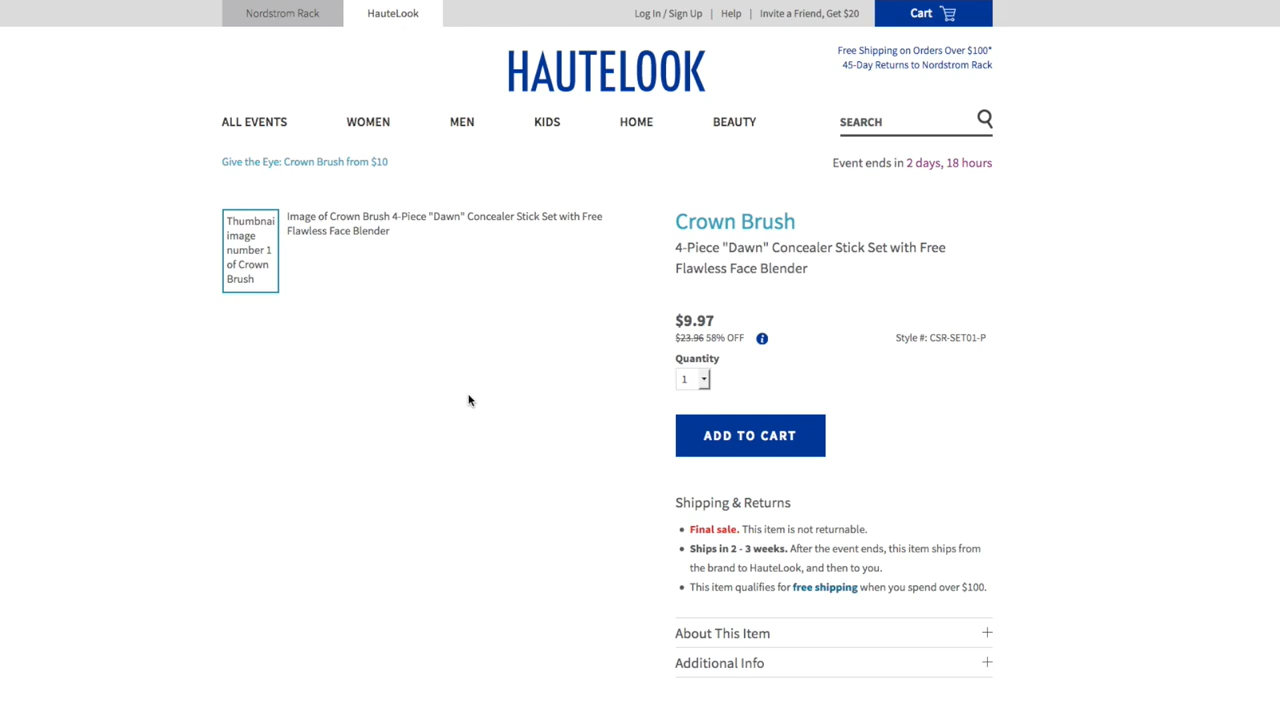 Nordstrom Rack
HauteLook
Log In / Sign Up | Help | Invite a Friend, Get $20
Cart
HAUTELOOK
Free Shipping on Orders Over $100*
45-Day Returns to Nordstrom Rack
ALL EVENTS
WOMEN
MEN
KIDS
HOME
BEAUTY
SEARCH
Give the Eye: Crown Brush from $10
Event ends in 2 days, 18 hours
Thumbnai
image
number 1
of Crown
Brush
Image of Crown Brush 4-Piece "Dawn" Concealer Stick Set with Free
Flawless Face Blender
Crown Brush
4-Piece "Dawn" Concealer Stick Set with Free
Flawless Face Blender
$9.97
$23.96 58% OFF
Style #: CSR-SET01-P
Quantity
1
ADD TO CART
Shipping & Returns
Final sale. This item is not returnable.
Ships in 2 - 3 weeks. After the event ends, this item ships from
the brand to HauteLook, and then to you.
This item qualifies for free shipping when you spend over $100.
About This Item
Additional Info